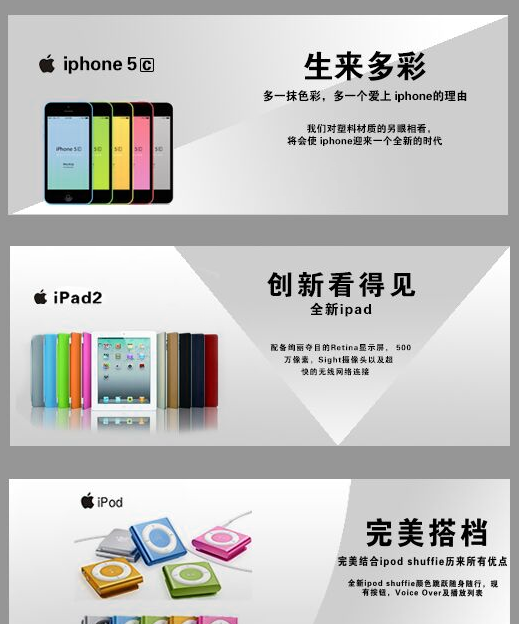 iphone 5C
生来多彩
多一抹色彩，多一个爱上 iphone的理由
我们对塑料材质的另眼相看，
将会使 iphone迎来一个全新的时代
iPhone 5C
iPad2
创新看得见
全新ipad
配备绚丽夺目的Retina显示屏， 500
万像素，Sight摄像头以及超
快的无线网络连接
iPod
完美搭档
完美结合ipod shuffie历来所有优点
全新ipod shuffie颜色跳跃随身随行，现
有按钮，Voice Over及播放列表